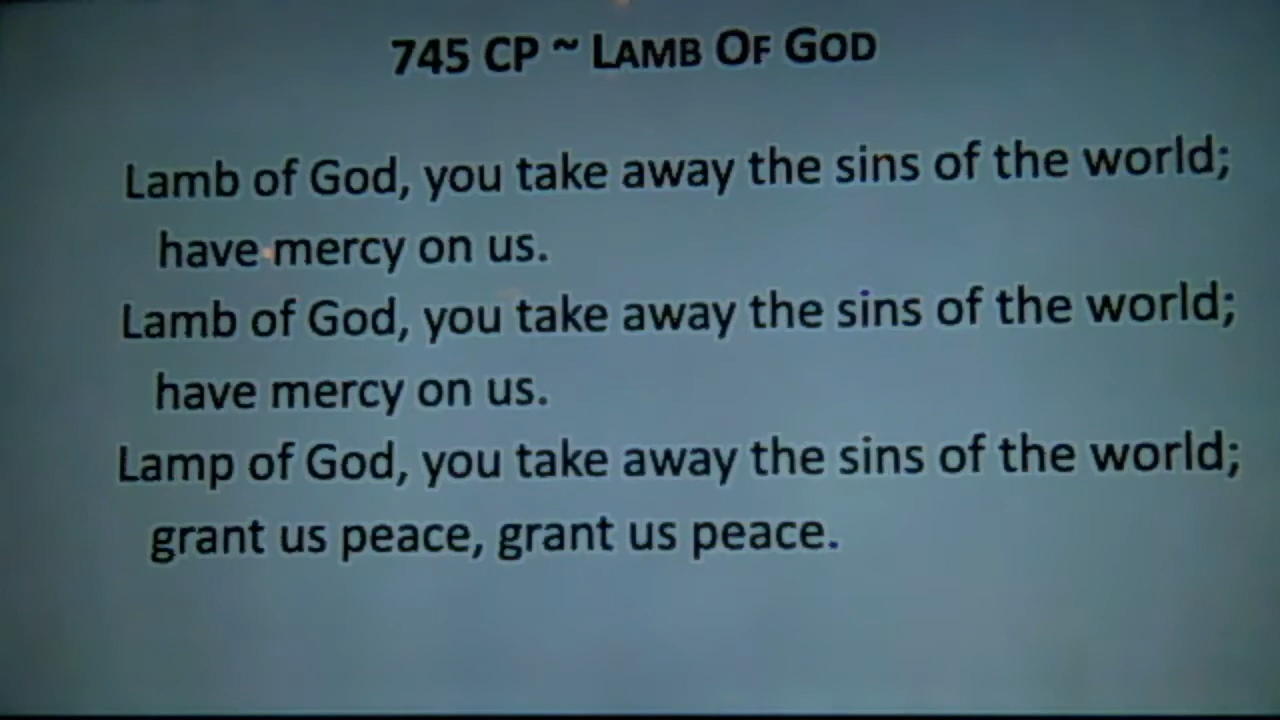 745 CP ~ LAMB OF GOD
Lamb of God, you take away the sins of the world;
have mercy on us.
Lamb of God, you take away the sins of the world;
have mercy on us.
Lamp of God, you take away the sins of the world;
grant us peace, grant us peace.